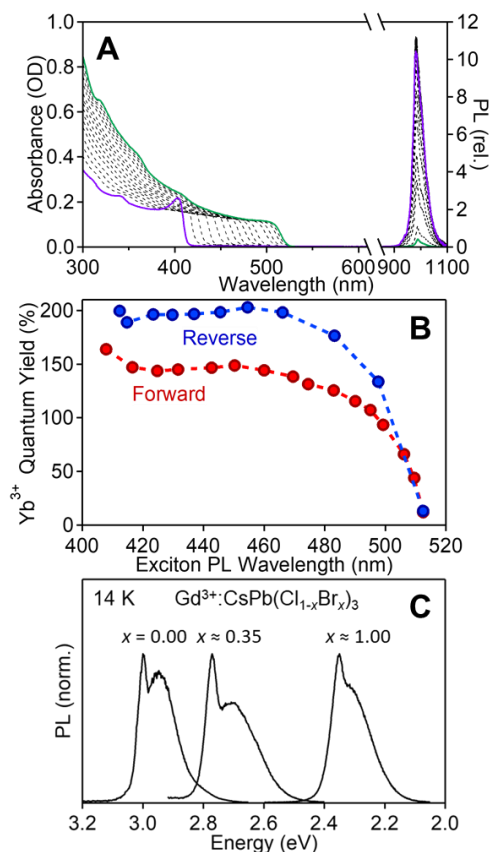 A
Absorbance (OD)
1.0
0.8
0.6
0.4
0.2
0.0
12
10
8
6
4
2
0
PL (rel.)
300
400
500
600
900
1100
Wavelength (nm)
B
Yb³⁺ Quantum Yield (%)
200
150
100
50
0
Reverse
Forward
400 420 440 460 480 500 520
Exciton PL Wavelength (nm)
14 K Gd³⁺:CsPb(Cl₁₋ₓBrₓ)₃ C
x = 0.00 x ≈ 0.35 x ≈ 1.00
PL (norm.)
3.2 3.0 2.8 2.6 2.4 2.2 2.0
Energy (eV)